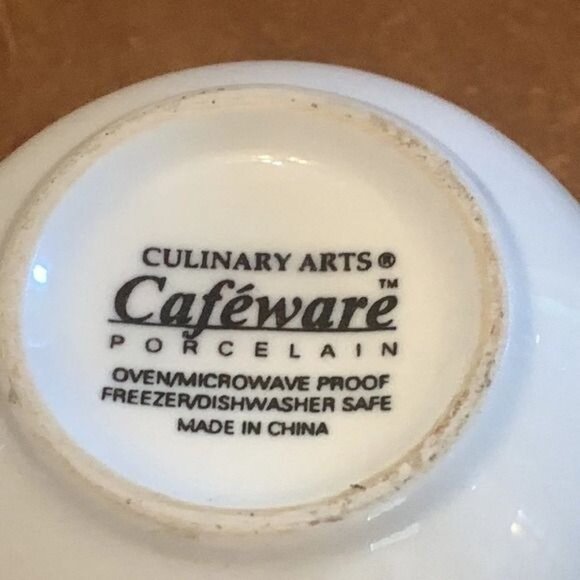 CULINARY ARTS ®
Caféware™
PORCELAIN
OVEN/MICROWAVE PROOF
FREEZER/DISHWASHER SAFE
MADE IN CHINA